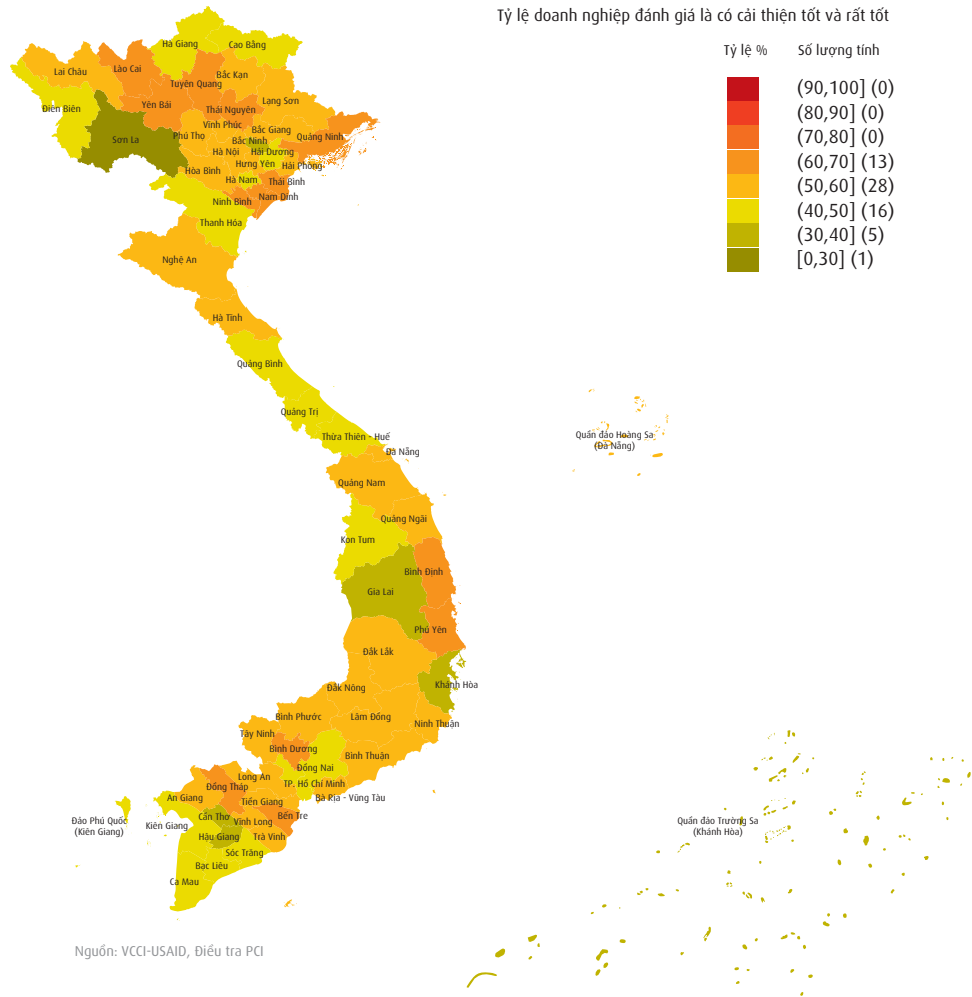 Tỷ lệ doanh nghiệp đánh giá là có cải thiện tốt và rất tốt
Tỷ lệ %
Số lượng tính
(90,100] (0)
(80,90] (0)
(70,80] (0)
(60,70] (13)
(50,60] (28)
(40,50] (16)
(30,40] (5)
[0,30] (1)
Hà Giang
Cao Bằng
Lai Châu
Lào Cai
Bắc Kạn
Tuyên Quang
Điện Biên
Yên Bái
Lạng Sơn
Thái Nguyên
Sơn La
Phú Thọ
Vĩnh Phúc
Bắc Giang
Quảng Ninh
Bắc Ninh
Hà Nội
Hải Dương
Hưng Yên
Hải Phòng
Hòa Bình
Hà Nam
Thái Bình
Ninh Bình
Nam Định
Thanh Hóa
Nghệ An
Hà Tĩnh
Quảng Bình
Quảng Trị
Thừa Thiên - Huế
Đà Nẵng
Quần đảo Hoàng Sa
(Đà Nẵng)
Quảng Nam
Quảng Ngãi
Kon Tum
Bình Định
Gia Lai
Phú Yên
Đắk Lắk
Khánh Hòa
Đắk Nông
Bình Phước
Lâm Đồng
Ninh Thuận
Tây Ninh
Bình Dương
Bình Thuận
Đồng Nai
Long An
TP. Hồ Chí Minh
Đồng Tháp
Bà Rịa - Vũng Tàu
An Giang
Tiền Giang
Đảo Phú Quốc
(Kiên Giang)
Kiên Giang
Cần Thơ
Vĩnh Long
Bến Tre
Hậu Giang
Trà Vinh
Sóc Trăng
Bạc Liêu
Ca Mau
Quần đảo Trường Sa
(Khánh Hòa)
Nguồn: VCCI-USAID, Điều tra PCI